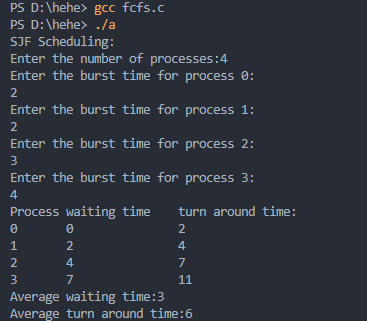 PS D:\hehe> gcc fcfs.c
PS D:\hehe> ./a
SJF Scheduling:
Enter the number of processes:4
Enter the burst time for process 0:
2
Enter the burst time for process 1:
2
Enter the burst time for process 2:
3
Enter the burst time for process 3:
4
Process waiting time    turn around time:
0       0               2
1       2               4
2       4               7
3       7               11
Average waiting time:3
Average turn around time:6